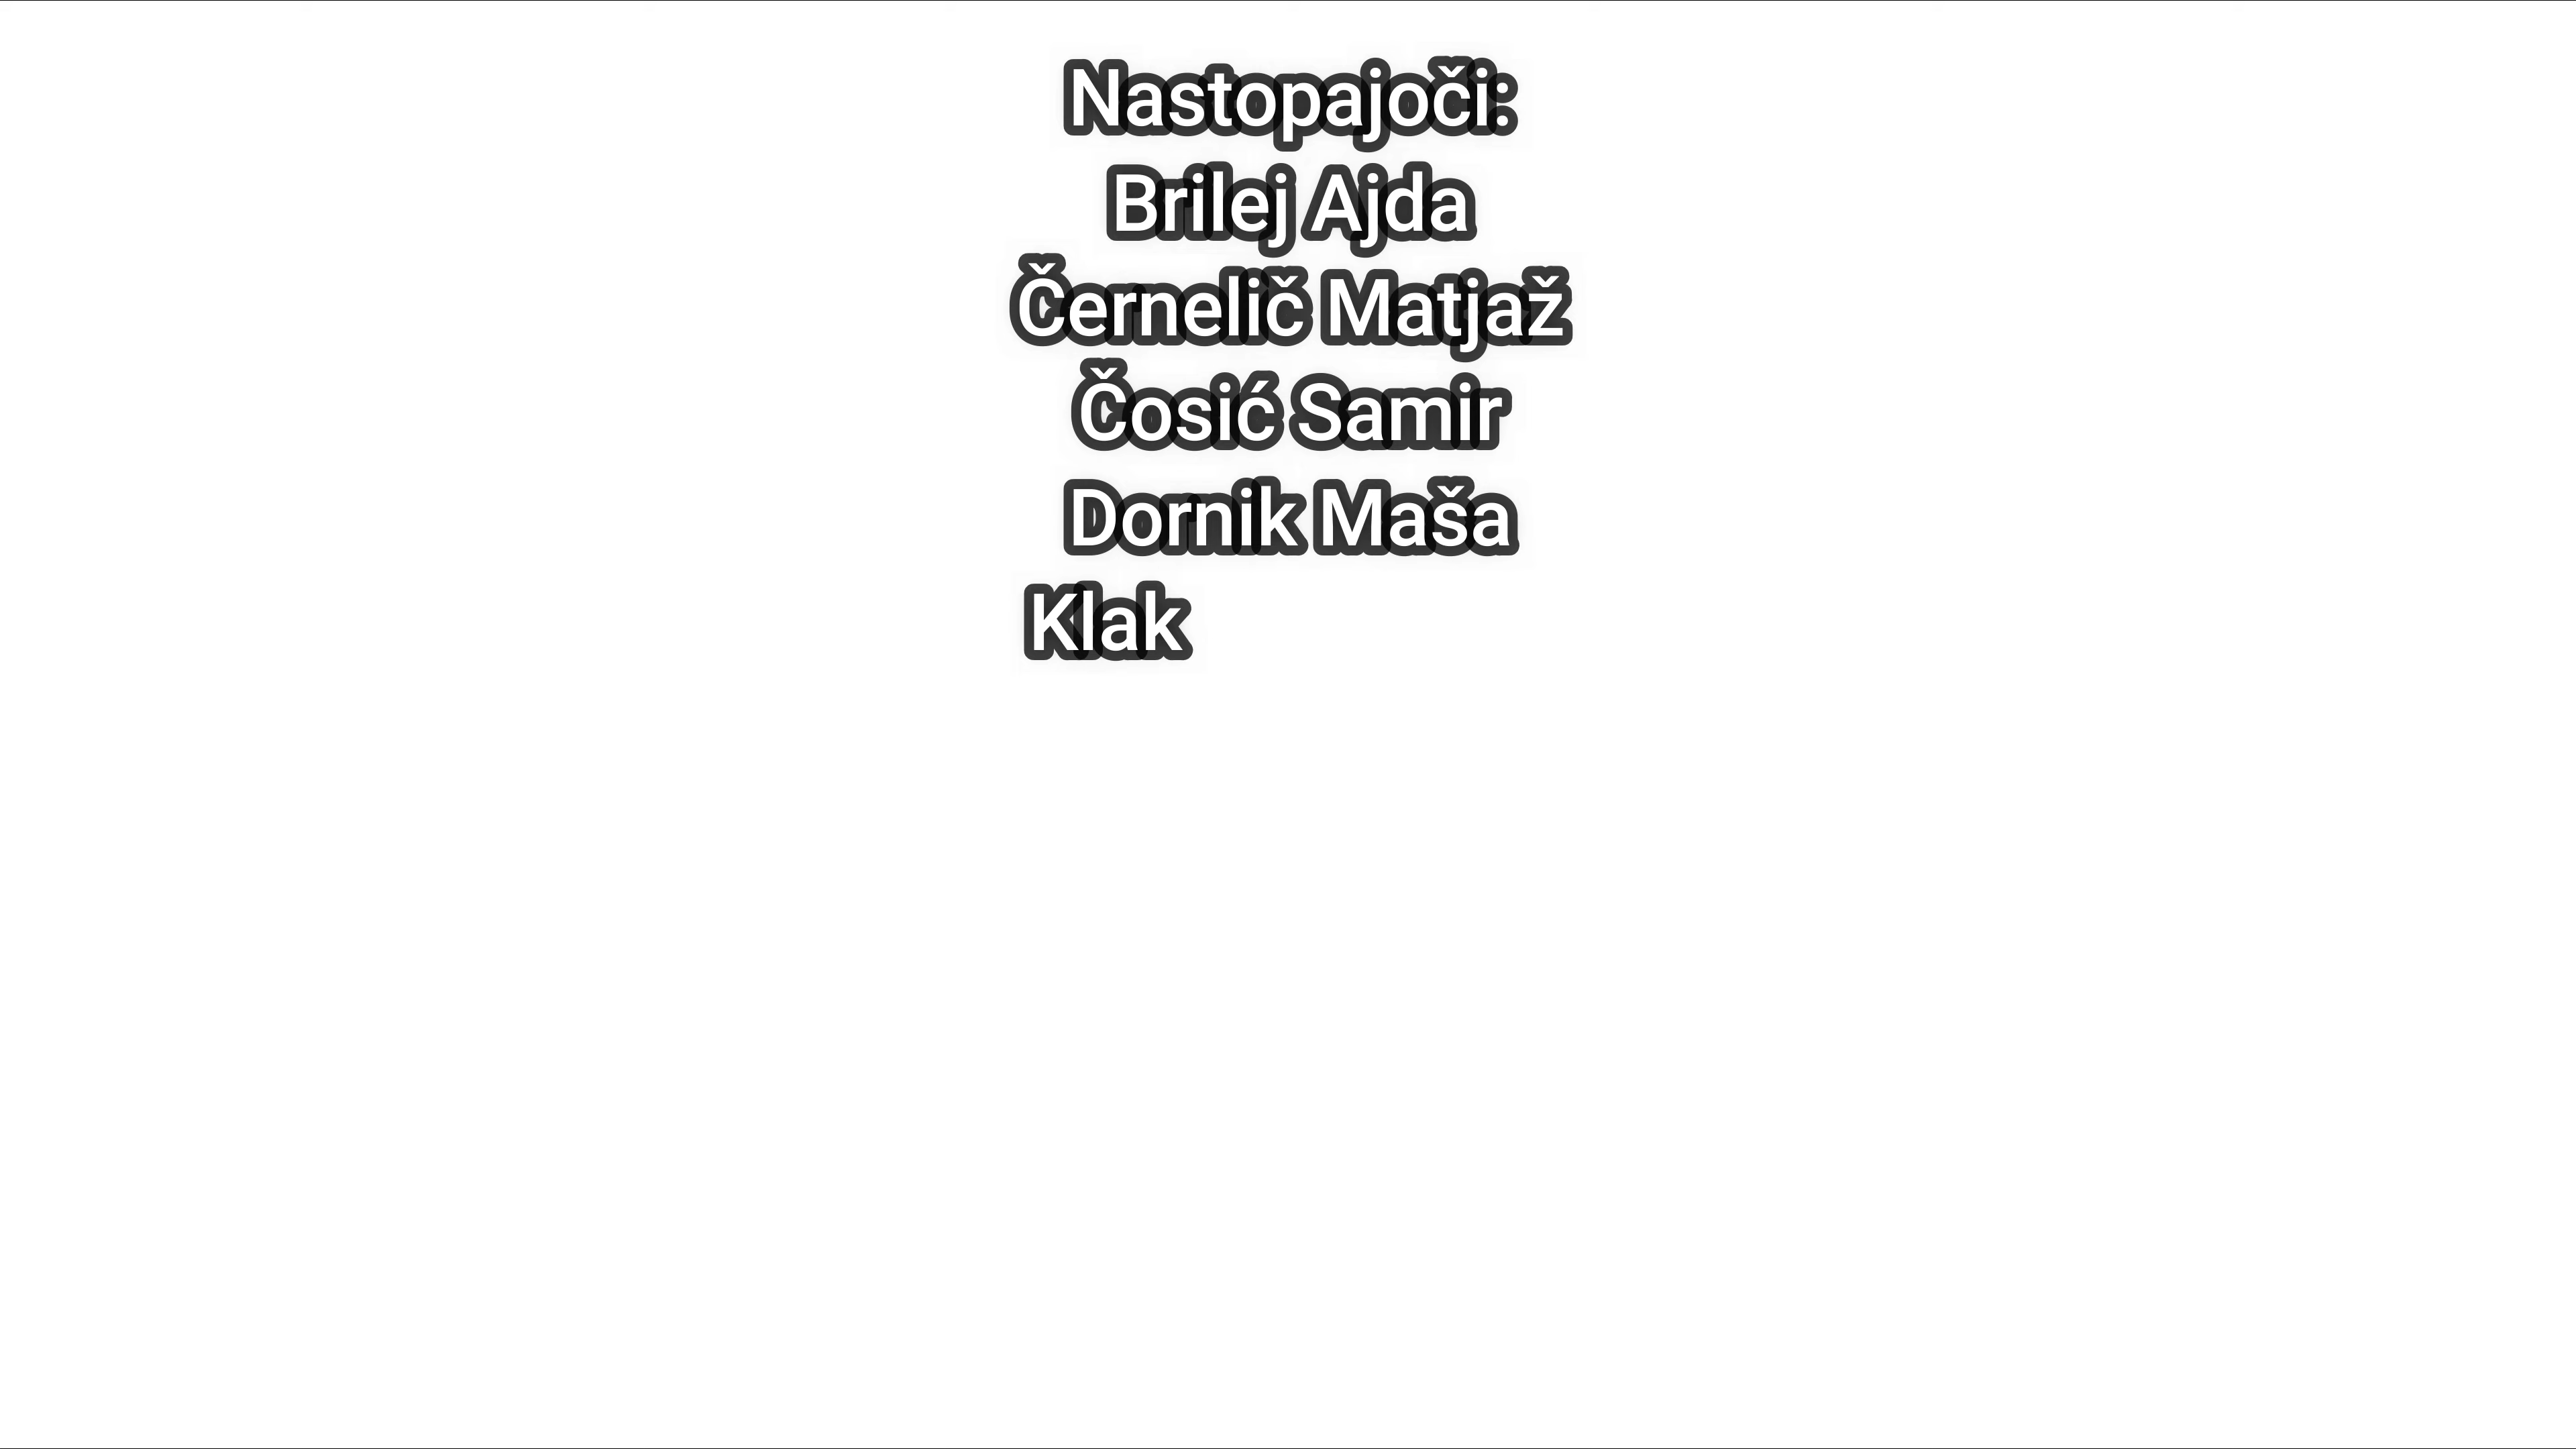 Nastopajoči:
Brilej Ajda
Černelič Matjaž
Čosić Samir
Dornik Maša
Klak